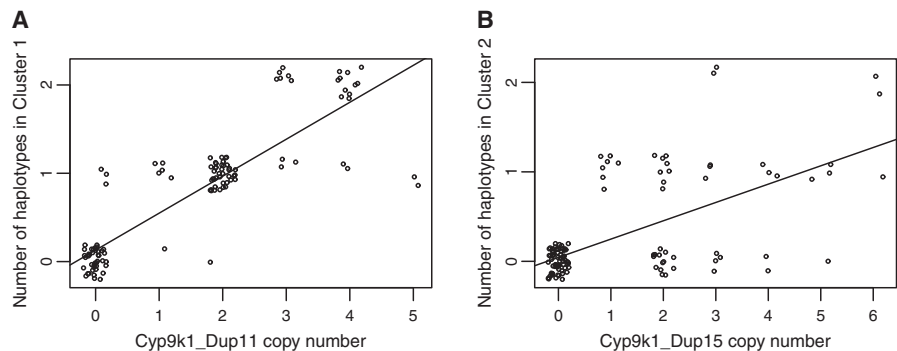 A
Number of haplotypes in Cluster 1
2
1
0
0 1 2 3 4 5
Cyp9k1_Dup11 copy number
B
Number of haplotypes in Cluster 2
2
1
0
0 1 2 3 4 5 6
Cyp9k1_Dup15 copy number